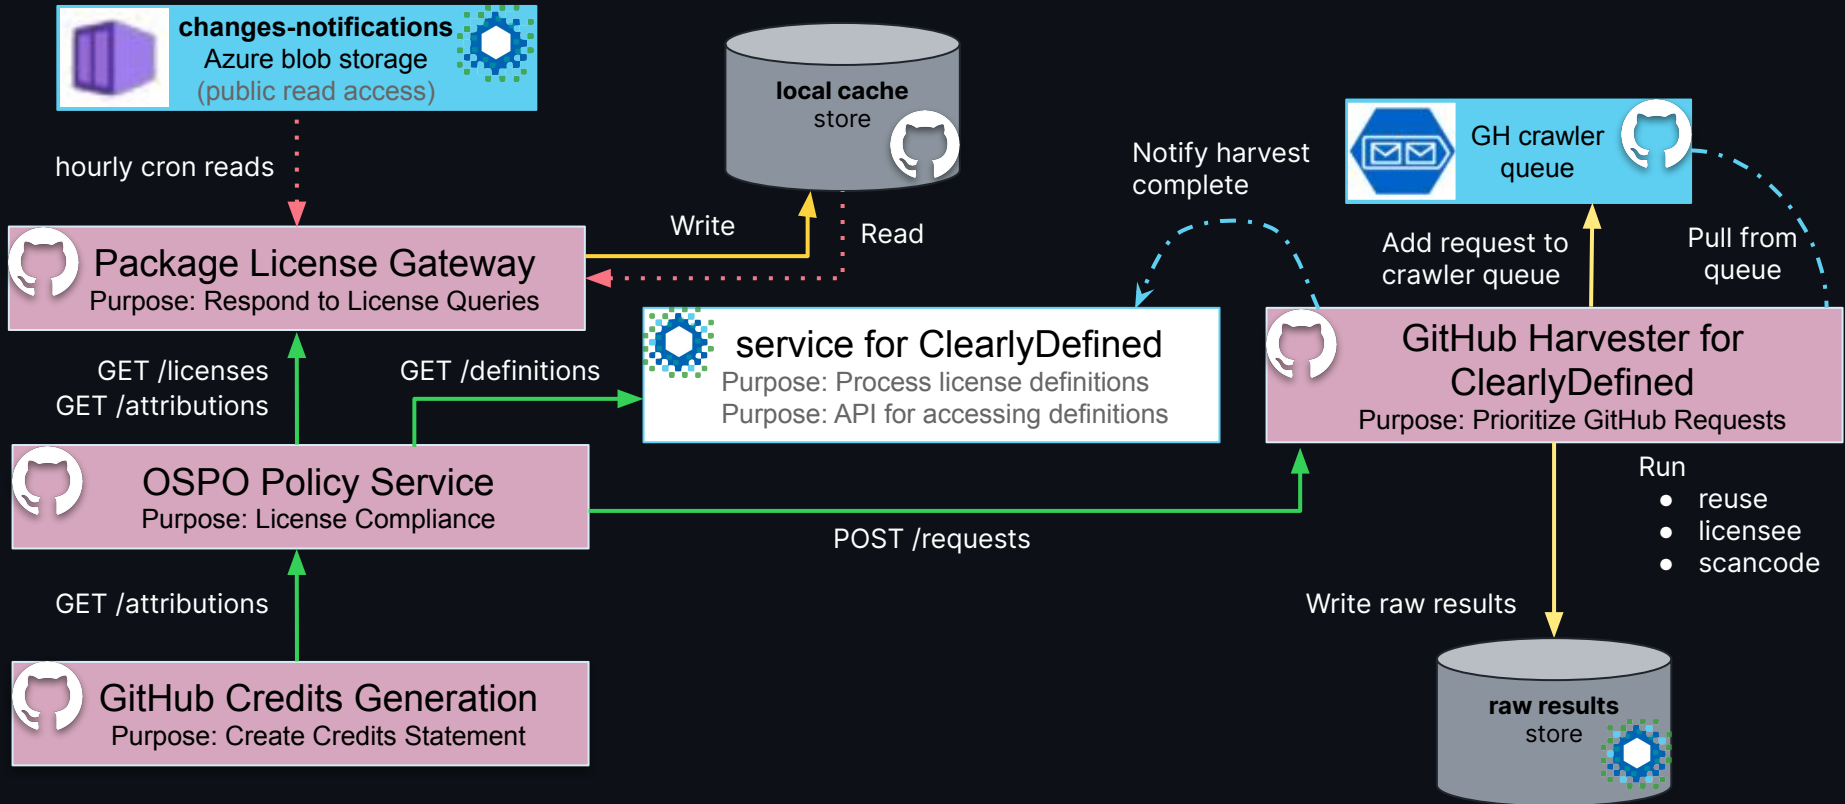 changes-notifications
Azure blob storage
(public read access)
hourly cron reads
local cache
store
Write
Read
Notify harvest
complete
GH crawler
queue
Add request to
crawler queue
Pull from
queue
Package License Gateway
Purpose: Respond to License Queries
GET /licenses
GET /attributions
GET /definitions
service for ClearlyDefined
Purpose: Process license definitions
Purpose: API for accessing definitions
GitHub Harvester for
ClearlyDefined
Purpose: Prioritize GitHub Requests
OSPO Policy Service
Purpose: License Compliance
POST /requests
Run
● reuse
● licensee
● scancode
GET /attributions
Write raw results
GitHub Credits Generation
Purpose: Create Credits Statement
raw results
store